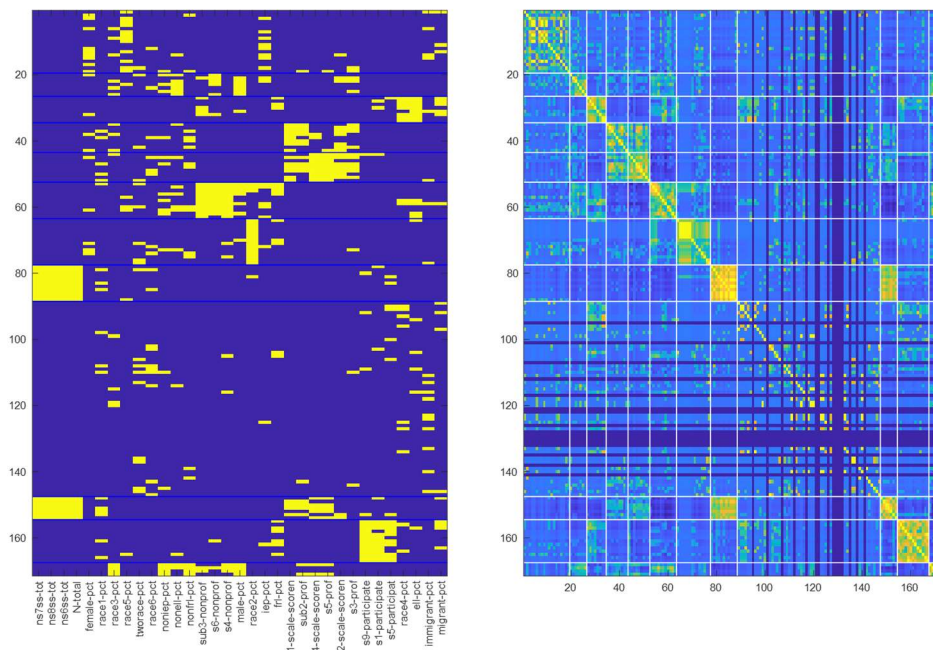 20
40
60
80
100
120
140
160
ns7ss-tot
ns8ss-tot
ns6ss-tot
N-total
female-pct
race1-pct
race3-pct
race5-pct
tworace-pct
race6-pct
nonlep-pct
nonell-pct
nonfrl-pct
sub3-nonprof
s6-nonprof
s4-nonprof
male-pct
race2-pct
lep-pct
frl-pct
1-scale-scoren
sub2-prof
4-scale-scoren
s5-prof
2-scale-scoren
s3-prof
s9-participate
s1-participate
s5-participat
race4-pct
ell-pct
immigrant-pct
migrant-pct
20
40
60
80
100
120
140
160
20
40
60
80
100
120
140
160